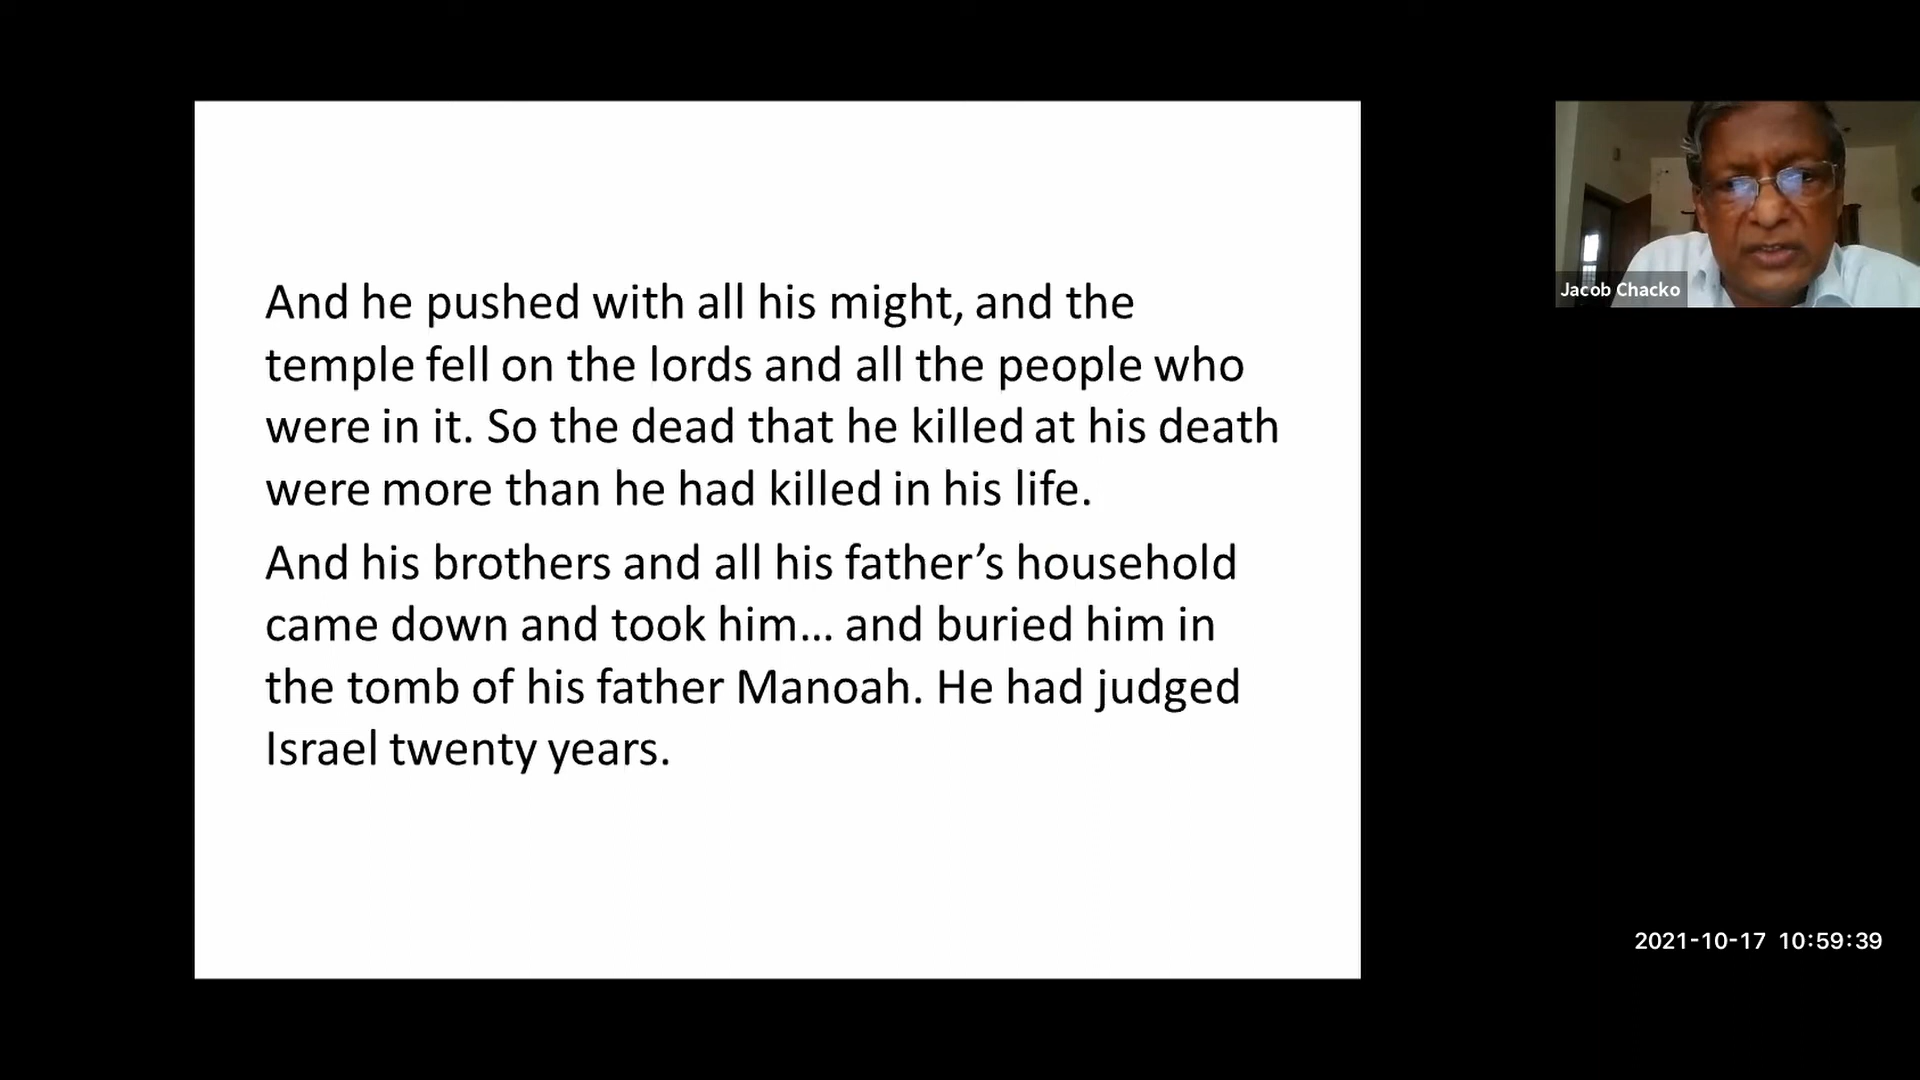 And he pushed with all his might, and the
temple fell on the lords and all the people who
were in it. So the dead that he killed at his death
were more than he had killed in his life.
And his brothers and all his father’s household
came down and took him… and buried him in
the tomb of his father Manoah. He had judged
Israel twenty years.
Jacob Chacko
2021-10-17 10:59:39